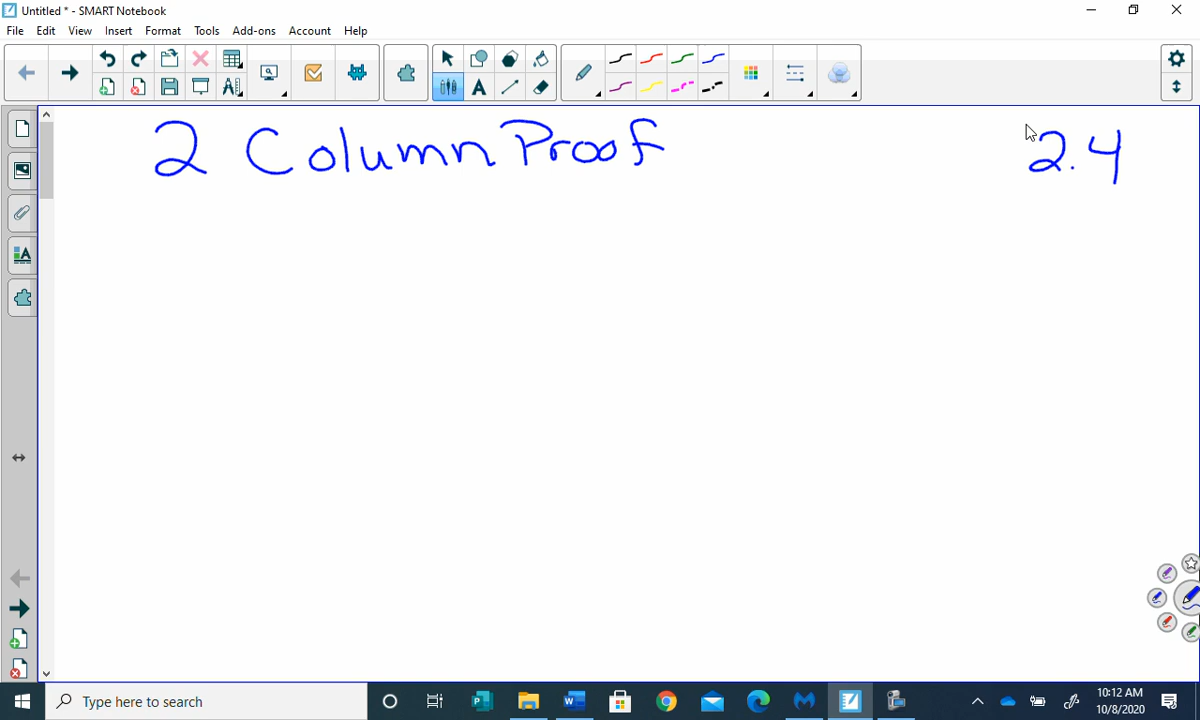 Untitled * - SMART Notebook
File Edit View Insert Format Tools Add-ons Account Help
2 Column Proof 2.4
Type here to search
10:12 AM
10/8/2020